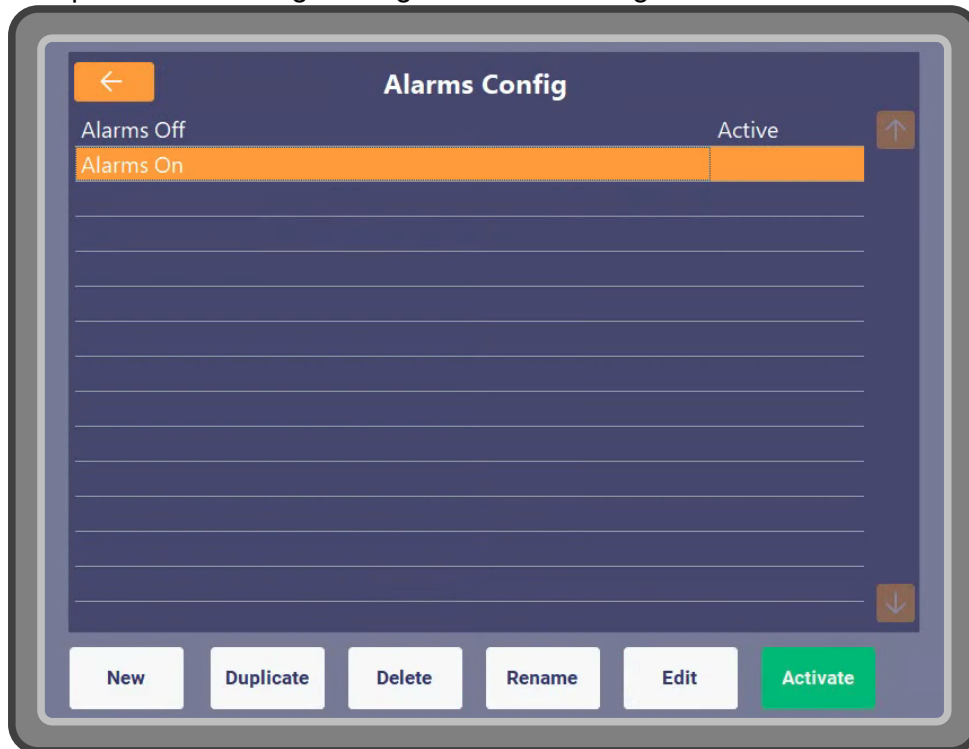 Alarms Config
Alarms Off Active
Alarms On
New Duplicate Delete Rename Edit Activate